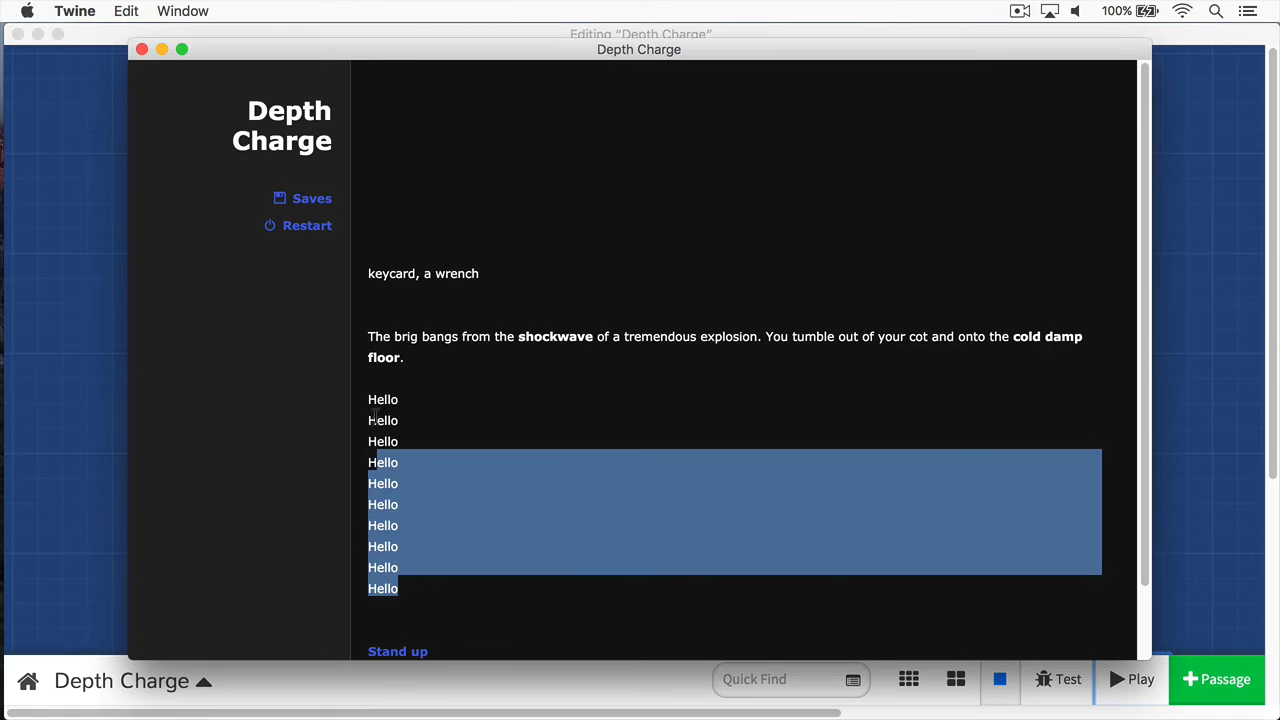 Twine Edit Window 100%
Editing “Depth Charge”
Depth Charge
Depth
Charge
Saves
Restart
keycard, a wrench
The brig bangs from the shockwave of a tremendous explosion. You tumble out of your cot and onto the cold damp
floor.
Hello
Hello
Hello
Hello
Hello
Hello
Hello
Hello
Hello
Hello
Stand up
Depth Charge Quick Find Test Play Passage